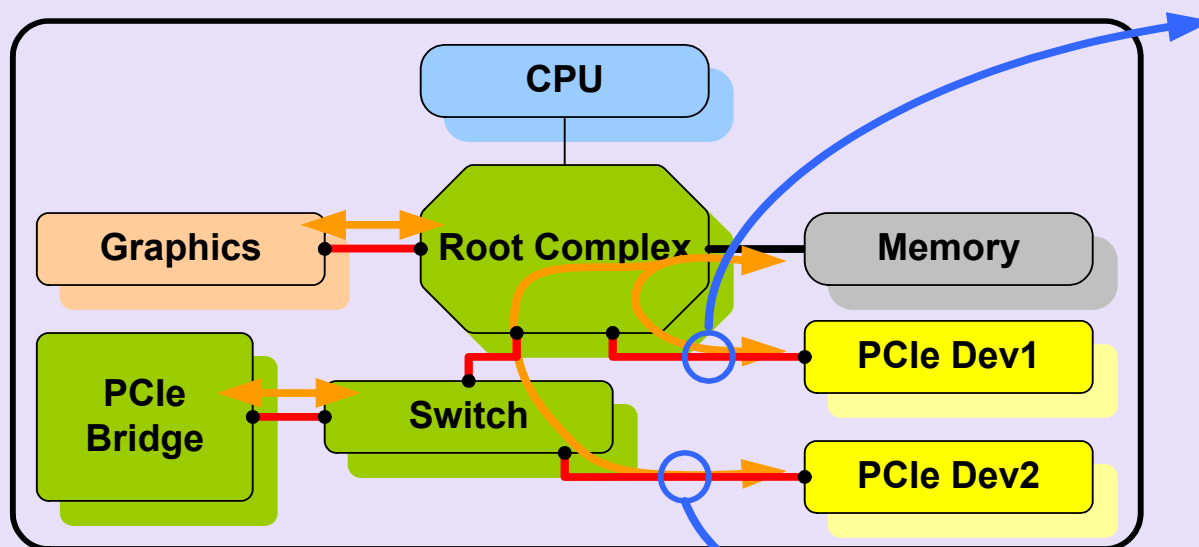 CPU
Graphics
Root Complex
Memory
PCIe
Bridge
Switch
PCIe Dev1
PCIe Dev2